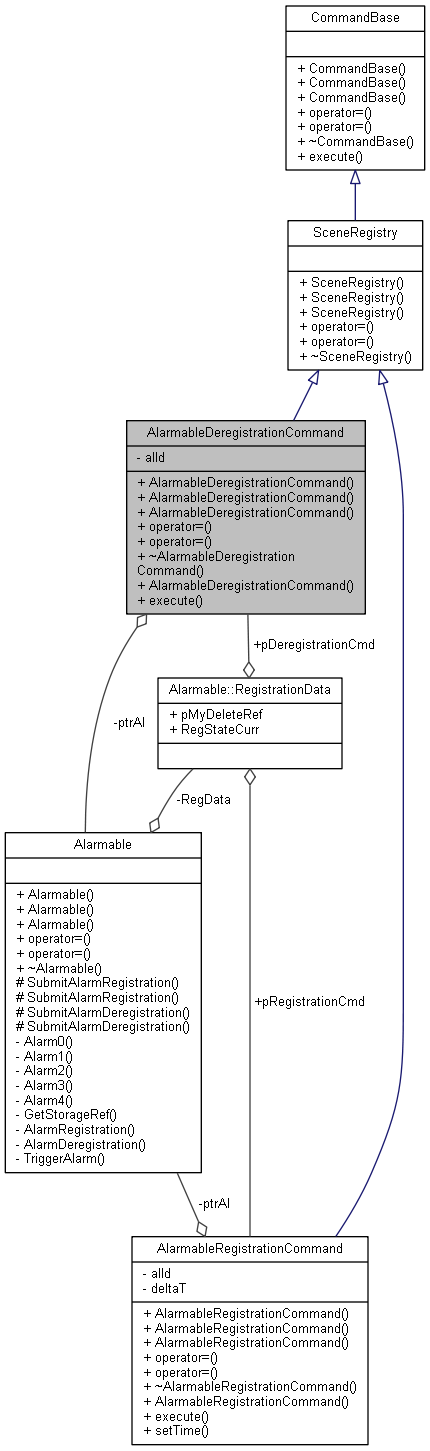 CommandBase
+ CommandBase()
+ CommandBase()
+ CommandBase()
+ operator=()
+ operator=()
+ ~CommandBase()
+ execute()
SceneRegistry
+ SceneRegistry()
+ SceneRegistry()
+ SceneRegistry()
+ operator=()
+ operator=()
+ ~SceneRegistry()
AlarmableDeregistrationCommand
- alId
+ AlarmableDeregistrationCommand()
+ AlarmableDeregistrationCommand()
+ AlarmableDeregistrationCommand()
+ operator=()
+ operator=()
+ ~AlarmableDeregistration
Command()
+ AlarmableDeregistrationCommand()
+ execute()
+pDeregistrationCmd
Alarmable::RegistrationData
+ pMyDeleteRef
+ RegStateCurr
-ptrAl
-RegData
Alarmable
+ Alarmable()
+ Alarmable()
+ Alarmable()
+ operator=()
+ operator=()
+ ~Alarmable()
# SubmitAlarmRegistration()
# SubmitAlarmRegistration()
# SubmitAlarmDeregistration()
# SubmitAlarmDeregistration()
- Alarm0()
- Alarm1()
- Alarm2()
- Alarm3()
- Alarm4()
- GetStorageRef()
- AlarmRegistration()
- AlarmDeregistration()
- TriggerAlarm()
+pRegistrationCmd
-ptrAl
AlarmableRegistrationCommand
- alId
- deltaT
+ AlarmableRegistrationCommand()
+ AlarmableRegistrationCommand()
+ AlarmableRegistrationCommand()
+ operator=()
+ operator=()
+ ~AlarmableRegistrationCommand()
+ AlarmableRegistrationCommand()
+ execute()
+ setTime()